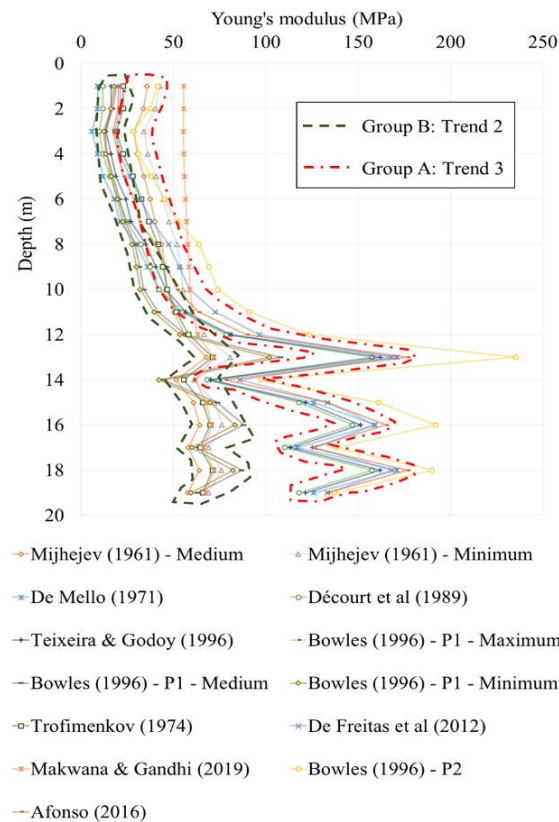 Young's modulus (MPa)
0 50 100 150 200 250
0
2
4
6
8
10
12
14
16
18
20
Depth (m)
Group B: Trend 2
Group A: Trend 3
Mijhejev (1961) - Medium
Mijhejev (1961) - Minimum
De Mello (1971)
Décourt et al (1989)
Teixeira & Godoy (1996)
Bowles (1996) - P1 - Maximum
Bowles (1996) - P1 - Medium
Bowles (1996) - P1 - Minimum
Trofimenkov (1974)
De Freitas et al (2012)
Makwana & Gandhi (2019)
Bowles (1996) - P2
Afonso (2016)